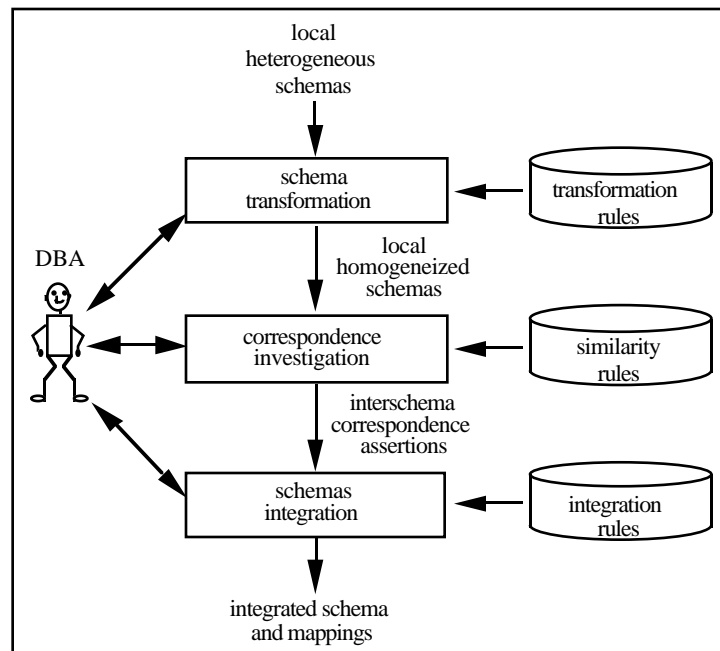 local
heterogeneous
schemas
schema
transformation
transformation
rules
local
homogeneized
schemas
DBA
correspondence
investigation
similarity
rules
interschema
correspondence
assertions
schemas
integration
integration
rules
integrated schema
and mappings